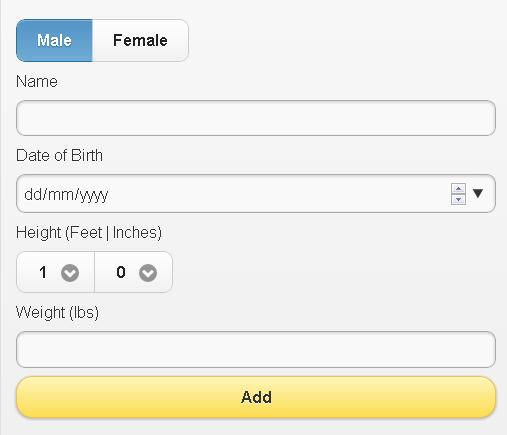 Male Female
Name
Date of Birth
dd/mm/yyyy
Height (Feet | Inches)
1 0
Weight (lbs)
Add